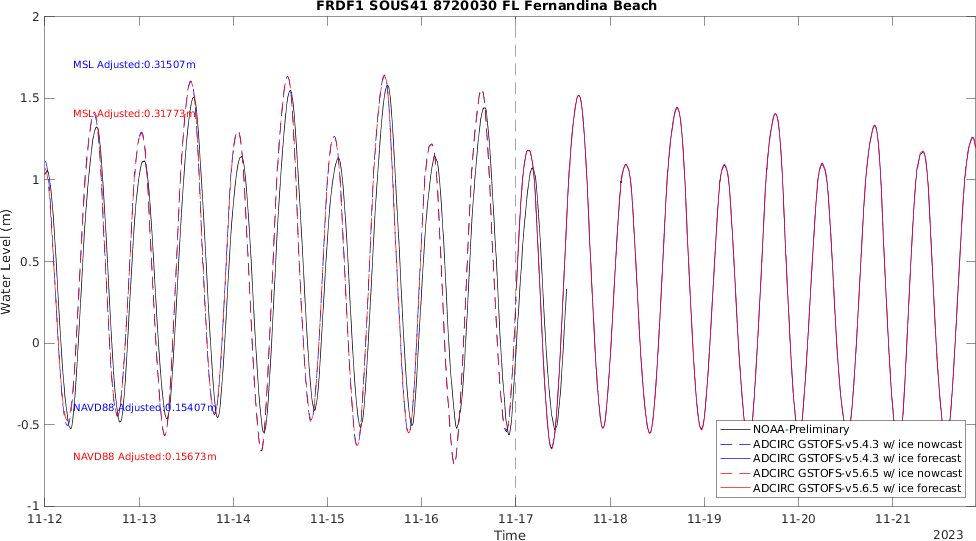 FRDF1 SOUS41 8720030 FL Fernandina Beach
2
MSL Adjusted:0.31507m
1.5
MSL Adjusted:0.31773m
1
Water Level (m)
0.5
0
NAVD88 Adjusted:0.15407m
-0.5
NAVD88 Adjusted:0.15673m
-1
NOAA-Preliminary
ADCIRC GSTOFS-v5.4.3 w/ ice nowcast
ADCIRC GSTOFS-v5.4.3 w/ ice forecast
ADCIRC GSTOFS-v5.6.5 w/ ice nowcast
ADCIRC GSTOFS-v5.6.5 w/ ice forecast
11-12 11-13 11-14 11-15 11-16 11-17 11-18 11-19 11-20 11-21
Time
2023